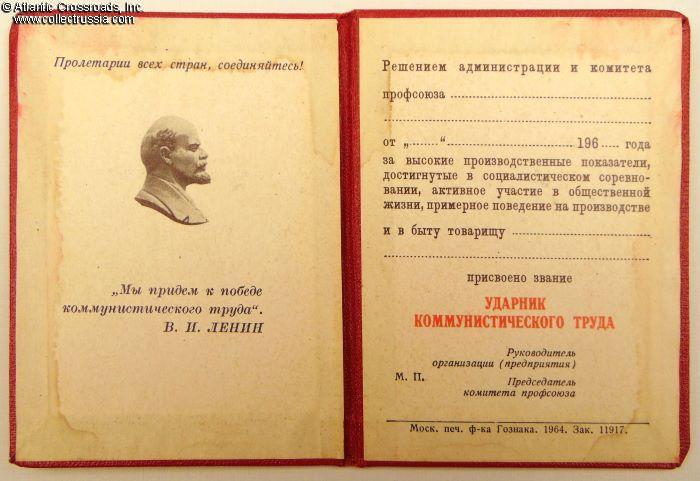 © Atlantic Crossroads, Inc.
www.collectrussia.com
Пролетарии всех стран, соединяйтесь!
„Мы придем к победе
коммунистического труда“.
В. И. ЛЕНИН
Решением администрации и комитета
профсоюза
от „ “ 196 года
за высокие производственные показатели,
достигнутые в социалистическом соревно-
вании, активное участие в общественной
жизни, примерное поведение на производстве
и в быту товарищу
присвоено звание
УДАРНИК
КОММУНИСТИЧЕСКОГО ТРУДА
Руководитель
организации (предприятия)
М. П.
Председатель
комитета профсоюза
Моск. печ. ф-ка Гознака. 1964. Зак. 11917.